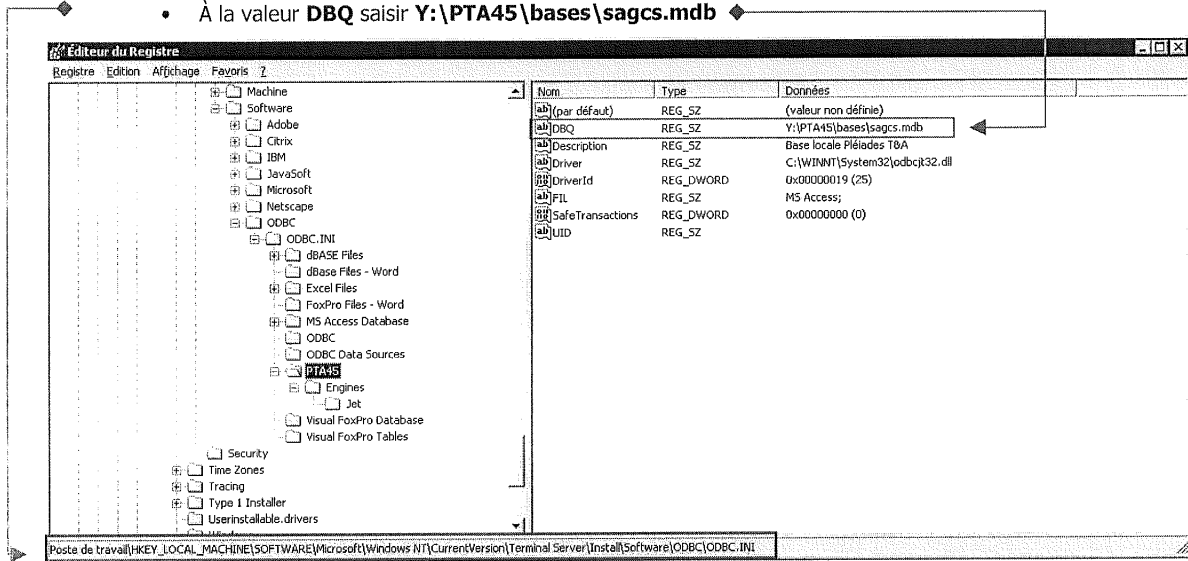 • À la valeur DBQ saisir Y:\PTA45\bases\sagcs.mdb
Éditeur du Registre
Registre Edition Affichage Favoris ?
Machine
Software
Adobe
Citrix
IBM
JavaSoft
Microsoft
Netscape
ODBC
ODBC.INI
dBASE Files
dBase Files - Word
Excel Files
FoxPro Files - Word
MS Access Database
ODBC
ODBC Data Sources
PTA45
Engines
Jet
Visual FoxPro Database
Visual FoxPro Tables
Security
Time Zones
Tracing
Type 1 Installer
Userinstallable.drivers
Nom Type Données
(par défaut) REG_SZ (valeur non définie)
DBQ REG_SZ Y:\PTA45\bases\sagcs.mdb
Description REG_SZ Base locale Pléiades T&A
Driver REG_SZ C:\WINNT\System32\odbcjt32.dll
DriverId REG_DWORD 0x00000019 (25)
FIL REG_SZ MS Access;
SafeTransactions REG_DWORD 0x00000000 (0)
UID REG_SZ
Poste de travail\HKEY_LOCAL_MACHINE\SOFTWARE\Microsoft\Windows NT\CurrentVersion\Terminal Server\Install\Software\ODBC\ODBC.INI